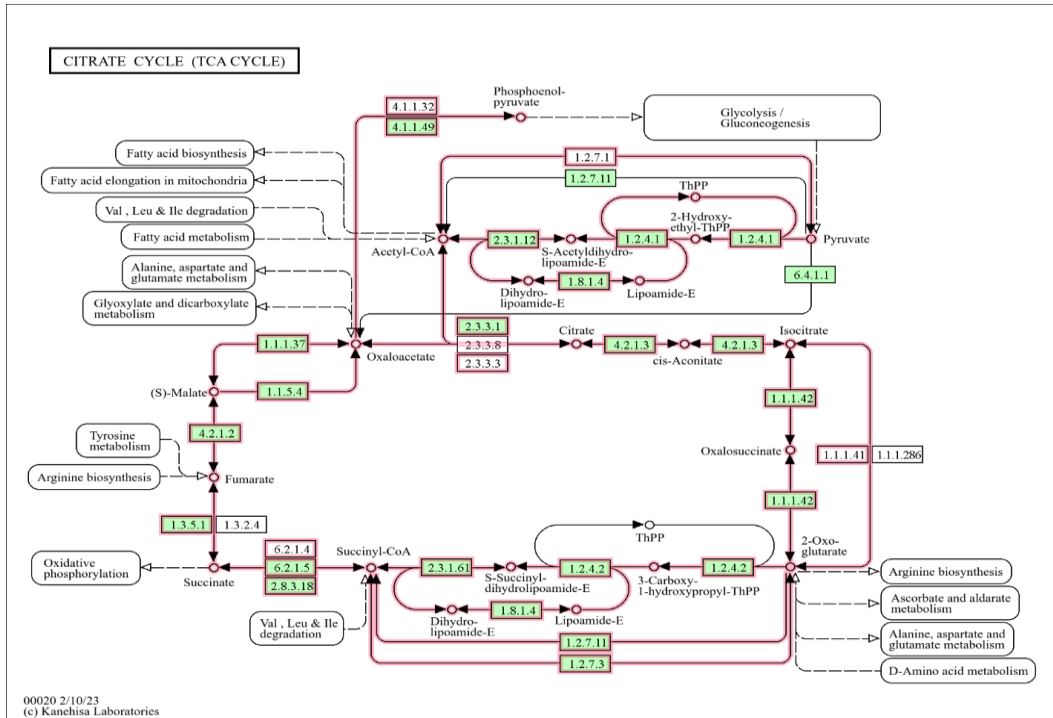 CITRATE CYCLE (TCA CYCLE)
Phosphoenol-
pyruvate
4.1.1.32
4.1.1.49
Glycolysis /
Gluconeogenesis
Fatty acid biosynthesis
Fatty acid elongation in mitochondria
Val , Leu & Ile degradation
Fatty acid metabolism
Alanine, aspartate and
glutamate metabolism
Glyoxylate and dicarboxylate
metabolism
1.2.7.1
1.2.7.11
ThPP
2-Hydroxy-
ethyl-ThPP
Acetyl-CoA
2.3.1.12
1.2.4.1
1.2.4.1
Pyruvate
S-Acetyldihydro-
lipoamide-E
6.4.1.1
1.8.1.4
Dihydro-
lipoamide-E
Lipoamide-E
2.3.3.1
2.3.3.8
2.3.3.3
Citrate
4.2.1.3
cis-Aconitate
4.2.1.3
Isocitrate
1.1.1.37
Oxaloacetate
(S)-Malate
1.1.5.4
1.1.1.42
Oxalosuccinate
1.1.1.41
1.1.1.286
1.1.1.42
4.2.1.2
Tyrosine
metabolism
Arginine biosynthesis
Fumarate
1.3.5.1
1.3.2.4
Oxidative
phosphorylation
Succinate
6.2.1.4
6.2.1.5
2.8.3.18
Succinyl-CoA
2.3.1.61
S-Succinyl-
dihydrolipoamide-E
ThPP
1.2.4.2
3-Carboxy-
1-hydroxypropyl-ThPP
1.2.4.2
2-Oxo-
glutarate
Val , Leu & Ile
degradation
1.8.1.4
Dihydro-
lipoamide-E
Lipoamide-E
1.2.7.11
1.2.7.3
Arginine biosynthesis
Ascorbate and aldarate
metabolism
Alanine, aspartate and
glutamate metabolism
D-Amino acid metabolism
00020 2/10/23
(c) Kanehisa Laboratories